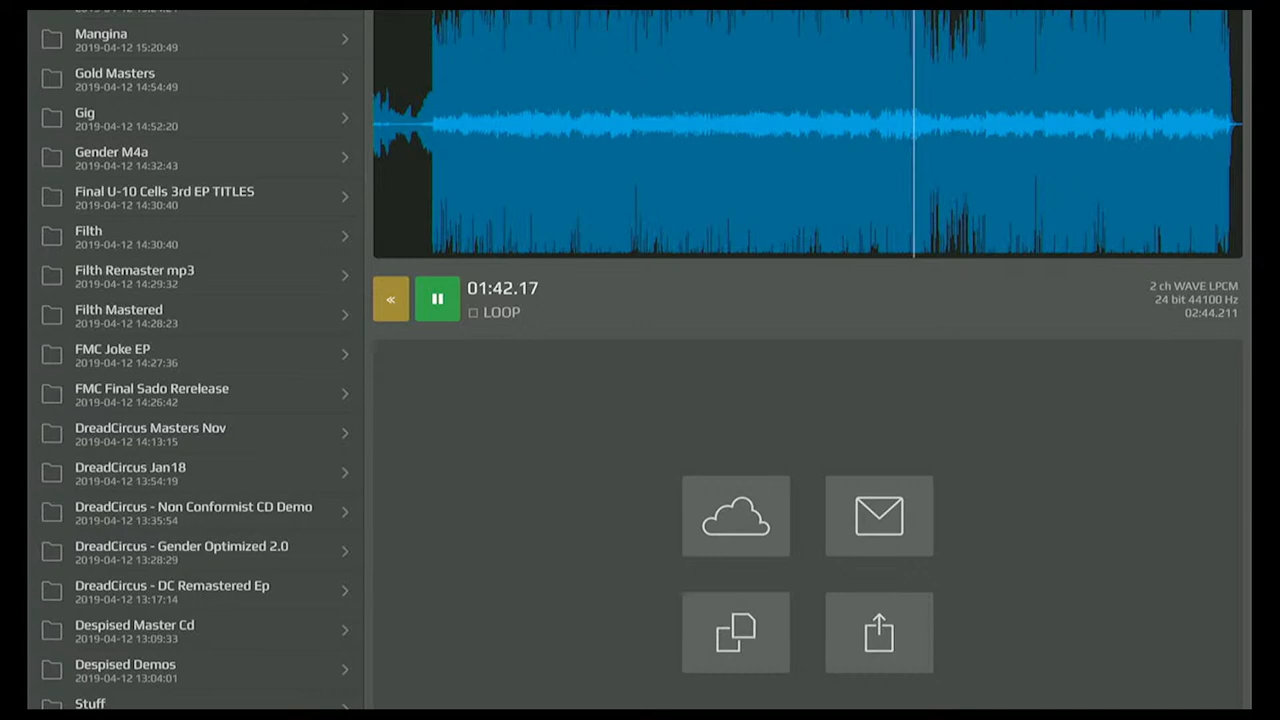 Mangina
2019-04-12 15:20:49
Gold Masters
2019-04-12 14:54:49
Gig
2019-04-12 14:52:20
Gender M4a
2019-04-12 14:32:43
Final U-10 Cells 3rd EP TITLES
2019-04-12 14:30:40
Filth
2019-04-12 14:30:40
Filth Remaster mp3
2019-04-12 14:29:32
Filth Mastered
2019-04-12 14:28:23
FMC Joke EP
2019-04-12 14:27:36
FMC Final Sado Rerelease
2019-04-12 14:26:42
DreadCircus Masters Nov
2019-04-12 14:13:15
DreadCircus Jan18
2019-04-12 13:54:19
DreadCircus - Non Conformist CD Demo
2019-04-12 13:35:54
DreadCircus - Gender Optimized 2.0
2019-04-12 13:28:29
DreadCircus - DC Remastered Ep
2019-04-12 13:17:14
Despised Master Cd
2019-04-12 13:09:33
Despised Demos
2019-04-12 13:04:01
Stuff
01:42.17
LOOP
2 ch WAVE LPCM
24 bit 44100 Hz
02:44.211